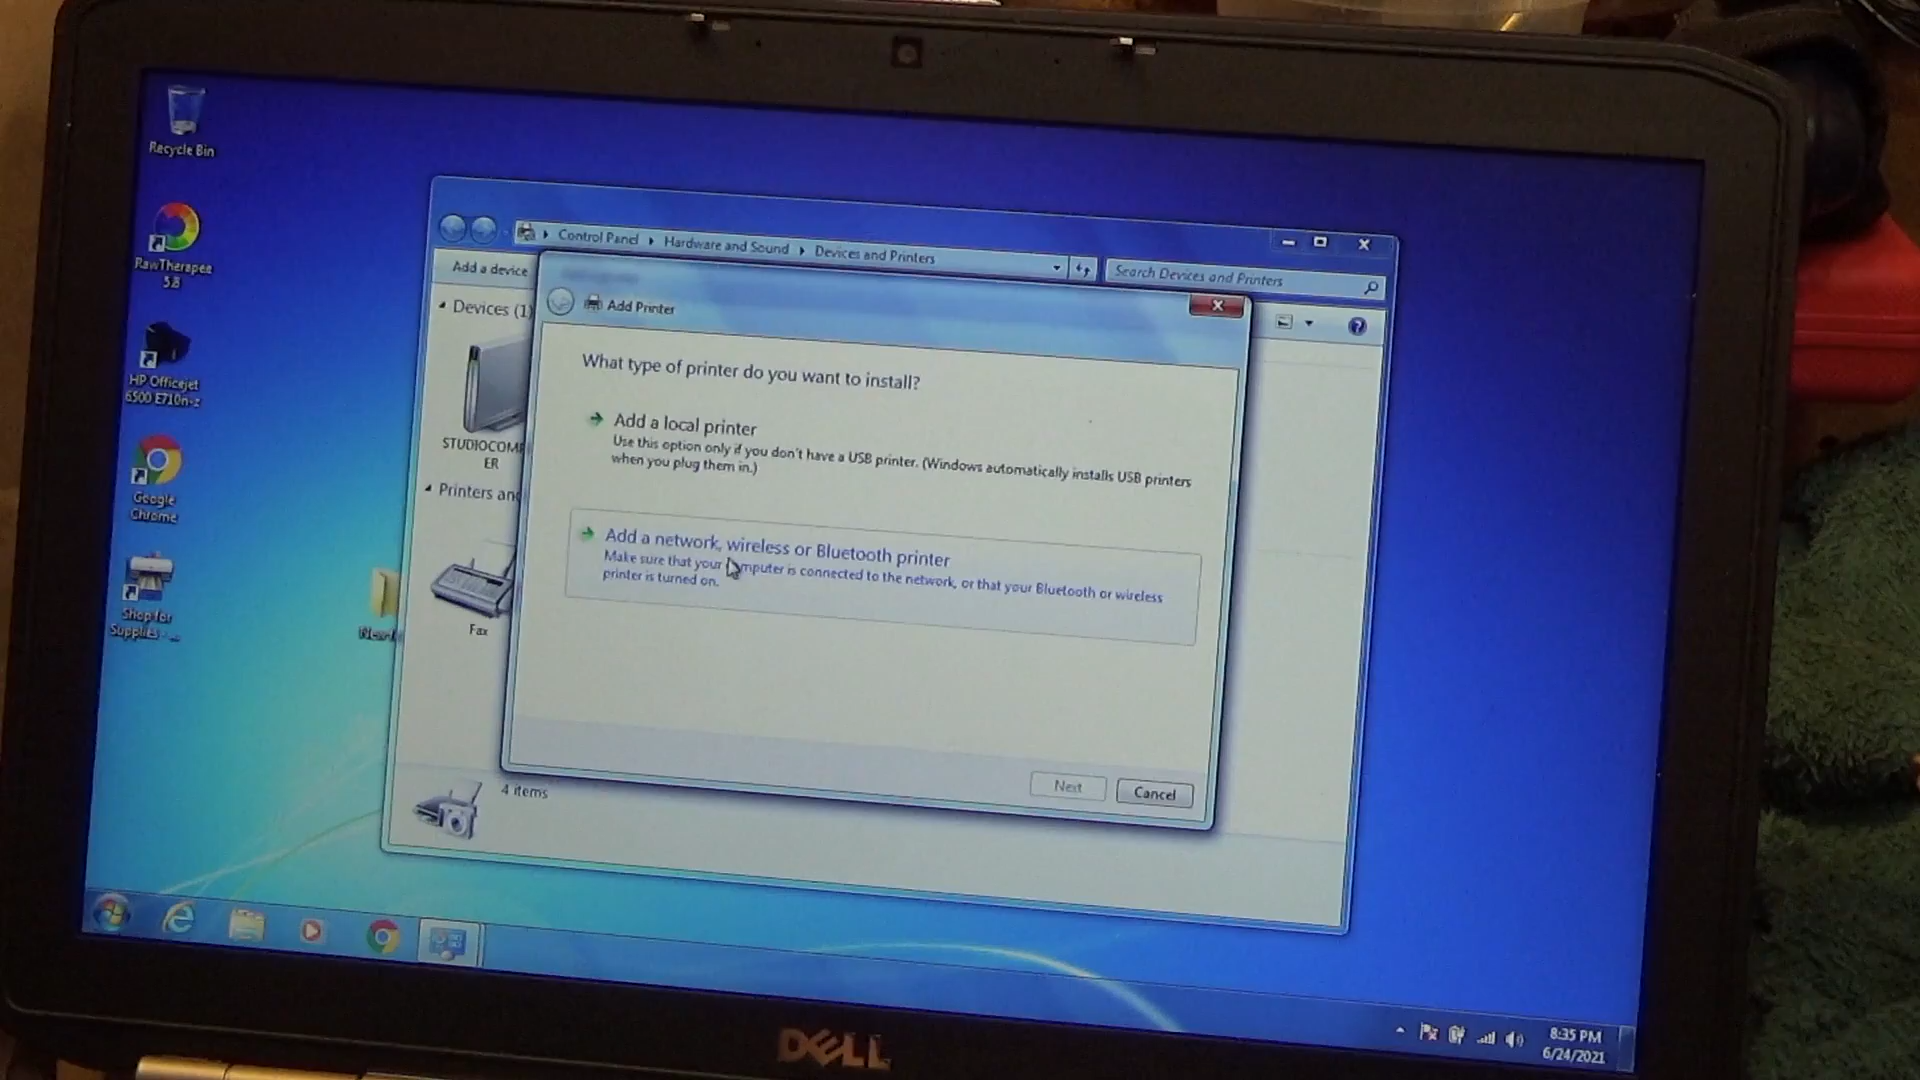 Recycle Bin
RawTherapee
5.8
HP Officejet
6500 E710n-z
Google
Chrome
Shop for
Supplies - ...
Control Panel
Hardware and Sound
Devices and Printers
Search Devices and Printers
Add a device
Devices (1)
STUDIOCOMP
ER
Printers and
Fax
4 items
Add Printer
What type of printer do you want to install?
Add a local printer
Use this option only if you don't have a USB printer. (Windows automatically installs USB printers
when you plug them in.)
Add a network, wireless or Bluetooth printer
Make sure that your computer is connected to the network, or that your Bluetooth or wireless
printer is turned on.
Next
Cancel
8:35 PM
6/24/2021
DELL